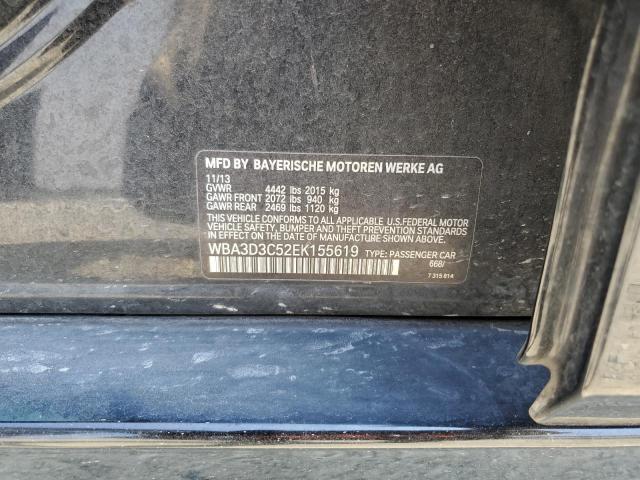 MFD BY BAYERISCHE MOTOREN WERKE AG
11/13
GVWR 4442 lbs 2015 kg
GAWR FRONT 2072 lbs 940 kg
GAWR REAR 2469 lbs 1120 kg
THIS VEHICLE CONFORMS TO ALL APPLICABLE U.S.FEDERAL MOTOR
VEHICLE SAFETY, BUMPER AND THEFT PREVENTION STANDARDS
IN EFFECT ON THE DATE OF MANUFACTURE SHOWN ABOVE.
WBA3D3C52EK155619 TYPE: PASSENGER CAR
668/
7 315 814